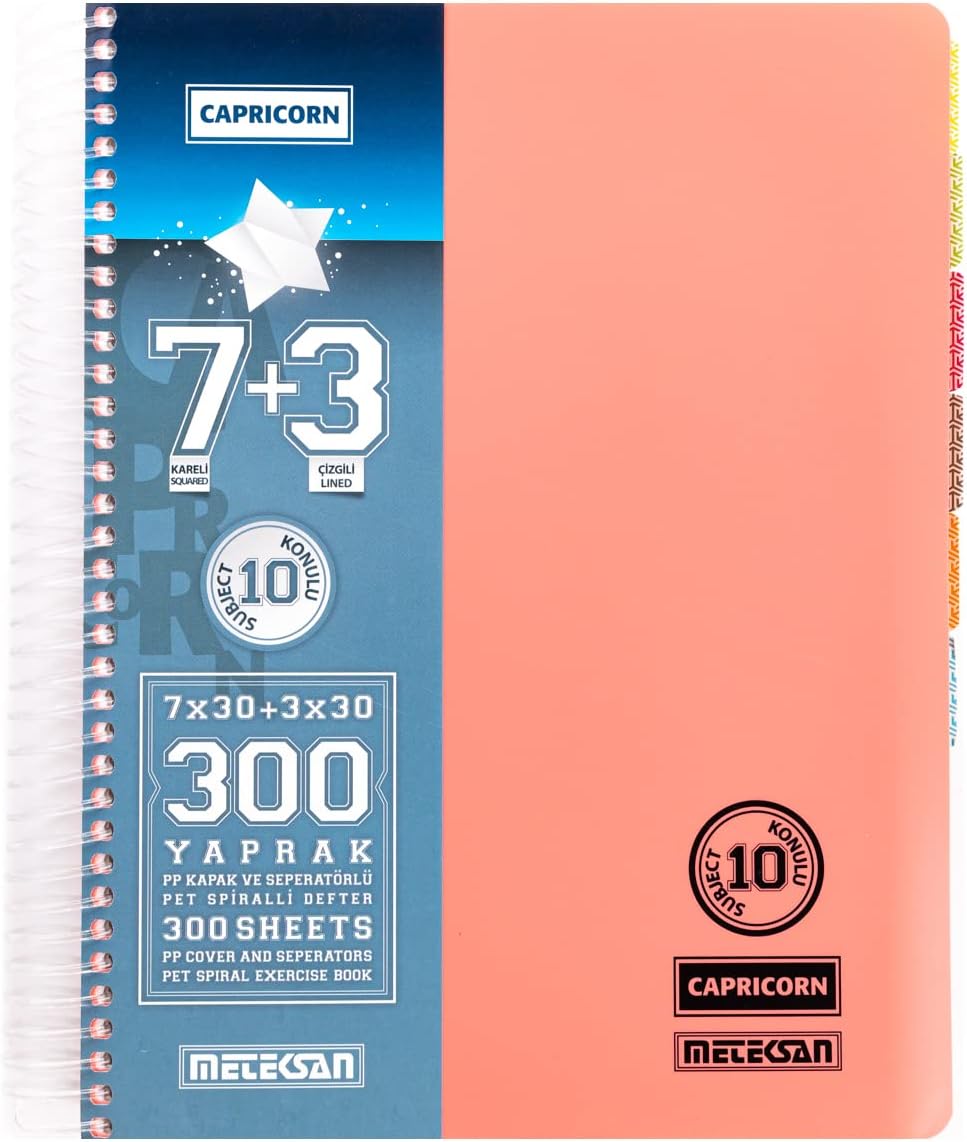 CAPRICORN
7+3
KARELİ
SQUARED
ÇİZGİLİ
LINED
CAPRICORN
KONULU
10
SUBJECT
7x30+3x30
300
YAPRAK
PP KAPAK VE SEPERATÖRLÜ
PET SPİRALLİ DEFTER
300 SHEETS
PP COVER AND SEPERATORS
PET SPIRAL EXERCISE BOOK
METEKSAN
KONULU
10
SUBJECT
CAPRICORN
METEKSAN